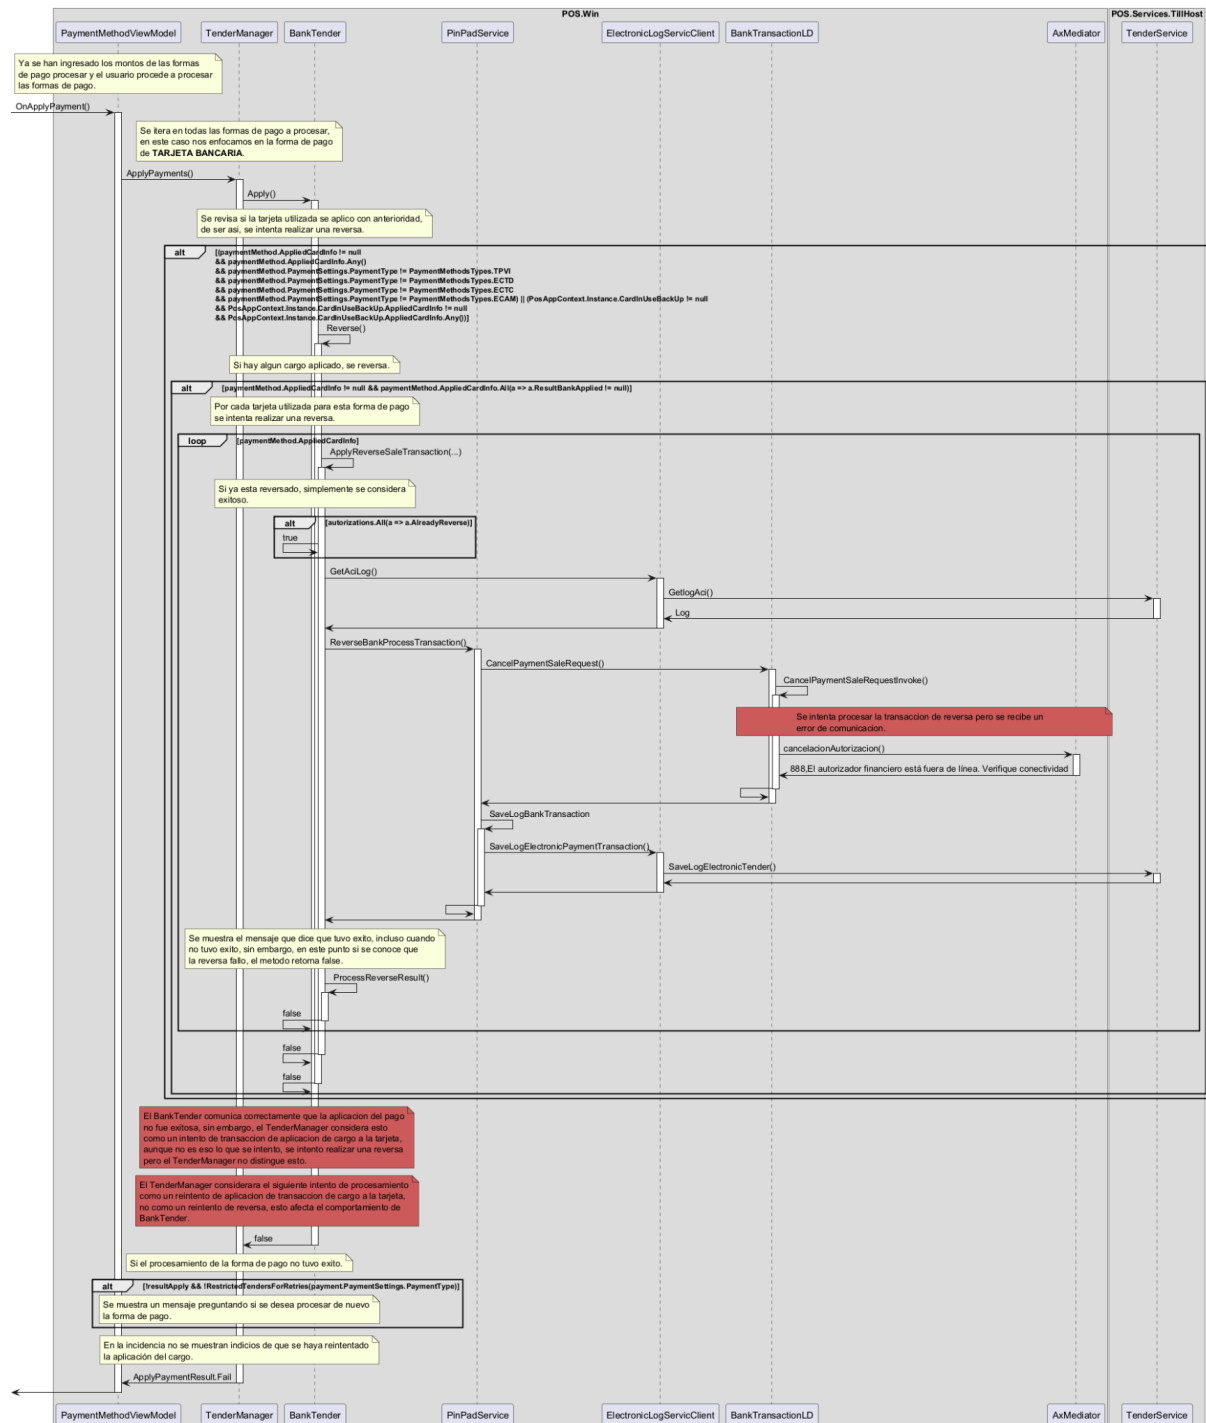 POS.Win
POS.Services.TillHost
PaymentMethodViewModel
TenderManager
BankTender
PinPadService
ElectronicLogServicClient
BankTransactionLD
AxMediator
TenderService
Ya se han ingresado los montos de las formas
de pago procesar y el usuario procede a procesar
las formas de pago.
OnApplyPayment()
Se itera en todas las formas de pago a procesar,
en este caso nos enfocamos en la forma de pago
de TARJETA BANCARIA.
ApplyPayments()
Apply()
Se revisa si la tarjeta utilizada se aplico con anterioridad,
de ser asi, se intenta realizar una reversa.
alt
[(paymentMethod.AppliedCardInfo != null
&& paymentMethod.AppliedCardInfo.Any()
&& paymentMethod.PaymentSettings.PaymentType != PaymentMethodsTypes.TPVI
&& paymentMethod.PaymentSettings.PaymentType != PaymentMethodsTypes.ECTD
&& paymentMethod.PaymentSettings.PaymentType != PaymentMethodsTypes.ECTC
&& paymentMethod.PaymentSettings.PaymentType != PaymentMethodsTypes.ECAM) || (PosAppContext.Instance.CardInUseBackUp != null
&& PosAppContext.Instance.CardInUseBackUp.AppliedCardInfo != null
&& PosAppContext.Instance.CardInUseBackUp.AppliedCardInfo.Any())]
Reverse()
Si hay algun cargo aplicado, se reversa.
alt
[paymentMethod.AppliedCardInfo != null && paymentMethod.AppliedCardInfo.All(a => a.ResultBankApplied != null)]
Por cada tarjeta utilizada para esta forma de pago
se intenta realizar una reversa.
loop
[paymentMethod.AppliedCardInfo]
ApplyReverseSaleTransaction(...)
Si ya esta reversado, simplemente se considera
exitoso.
alt
[autorizations.All(a => a.AlreadyReverse)]
true
GetAciLog()
GetlogAci()
Log
ReverseBankProcessTransaction()
CancelPaymentSaleRequest()
CancelPaymentSaleRequestInvoke()
Se intenta procesar la transaccion de reversa pero se recibe un
error de comunicacion.
cancelacionAutorizacion()
888,El autorizador financiero está fuera de línea. Verifique conectividad
SaveLogBankTransaction
SaveLogElectronicPaymentTransaction()
SaveLogElectronicTender()
Se muestra el mensaje que dice que tuvo exito, incluso cuando
no tuvo exito, sin embargo, en este punto si se conoce que
la reversa fallo, el metodo retorna false.
ProcessReverseResult()
false
false
false
El BankTender comunica correctamente que la aplicacion del pago
no fue exitosa, sin embargo, el TenderManager considera esto
como un intento de transaccion de aplicacion de cargo a la tarjeta,
aunque no es eso lo que se intento, se intento realizar una reversa
pero el TenderManager no distingue esto.
El TenderManager considerara el siguiente intento de procesamiento
como un reintento de aplicacion de transaccion de cargo a la tarjeta,
no como un reintento de reversa, esto afecta el comportamiento de
BankTender.
false
Si el procesamiento de la forma de pago no tuvo exito.
alt
[!resultApply && !RestrictedTendersForRetries(payment.PaymentSettings.PaymentType)]
Se muestra un mensaje preguntando si se desea procesar de nuevo
la forma de pago.
En la incidencia no se muestran indicios de que se haya reintentado
la aplicación del cargo.
ApplyPaymentResult.Fail
PaymentMethodViewModel
TenderManager
BankTender
PinPadService
ElectronicLogServicClient
BankTransactionLD
AxMediator
TenderService